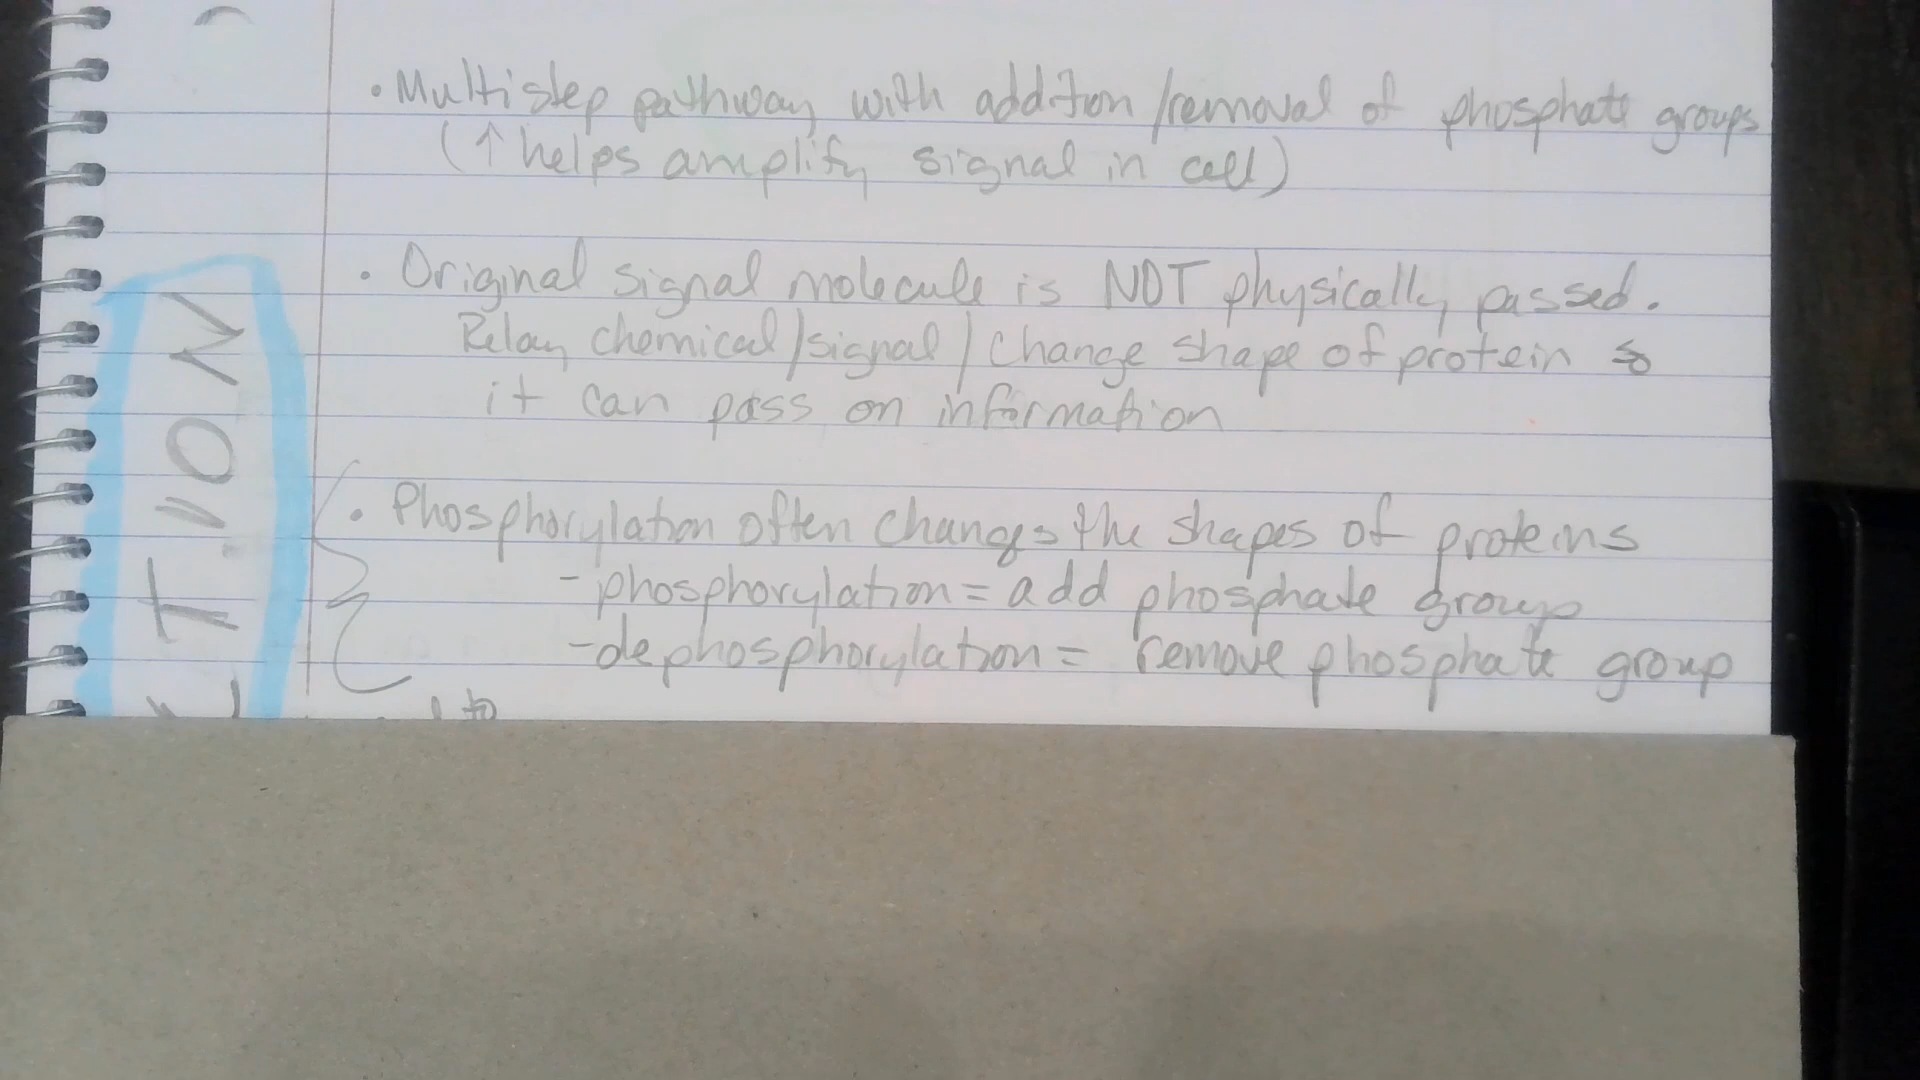 • Multistep pathway with addition/removal of phosphate groups
(↑ helps amplify signal in cell)
• Original signal molecule is NOT physically passed.
Relay chemical/signal/change shape of protein so
it can pass on information
• Phosphorylation often changes the shapes of proteins
- phosphorylation = add phosphate group
- dephosphorylation = remove phosphate group
to